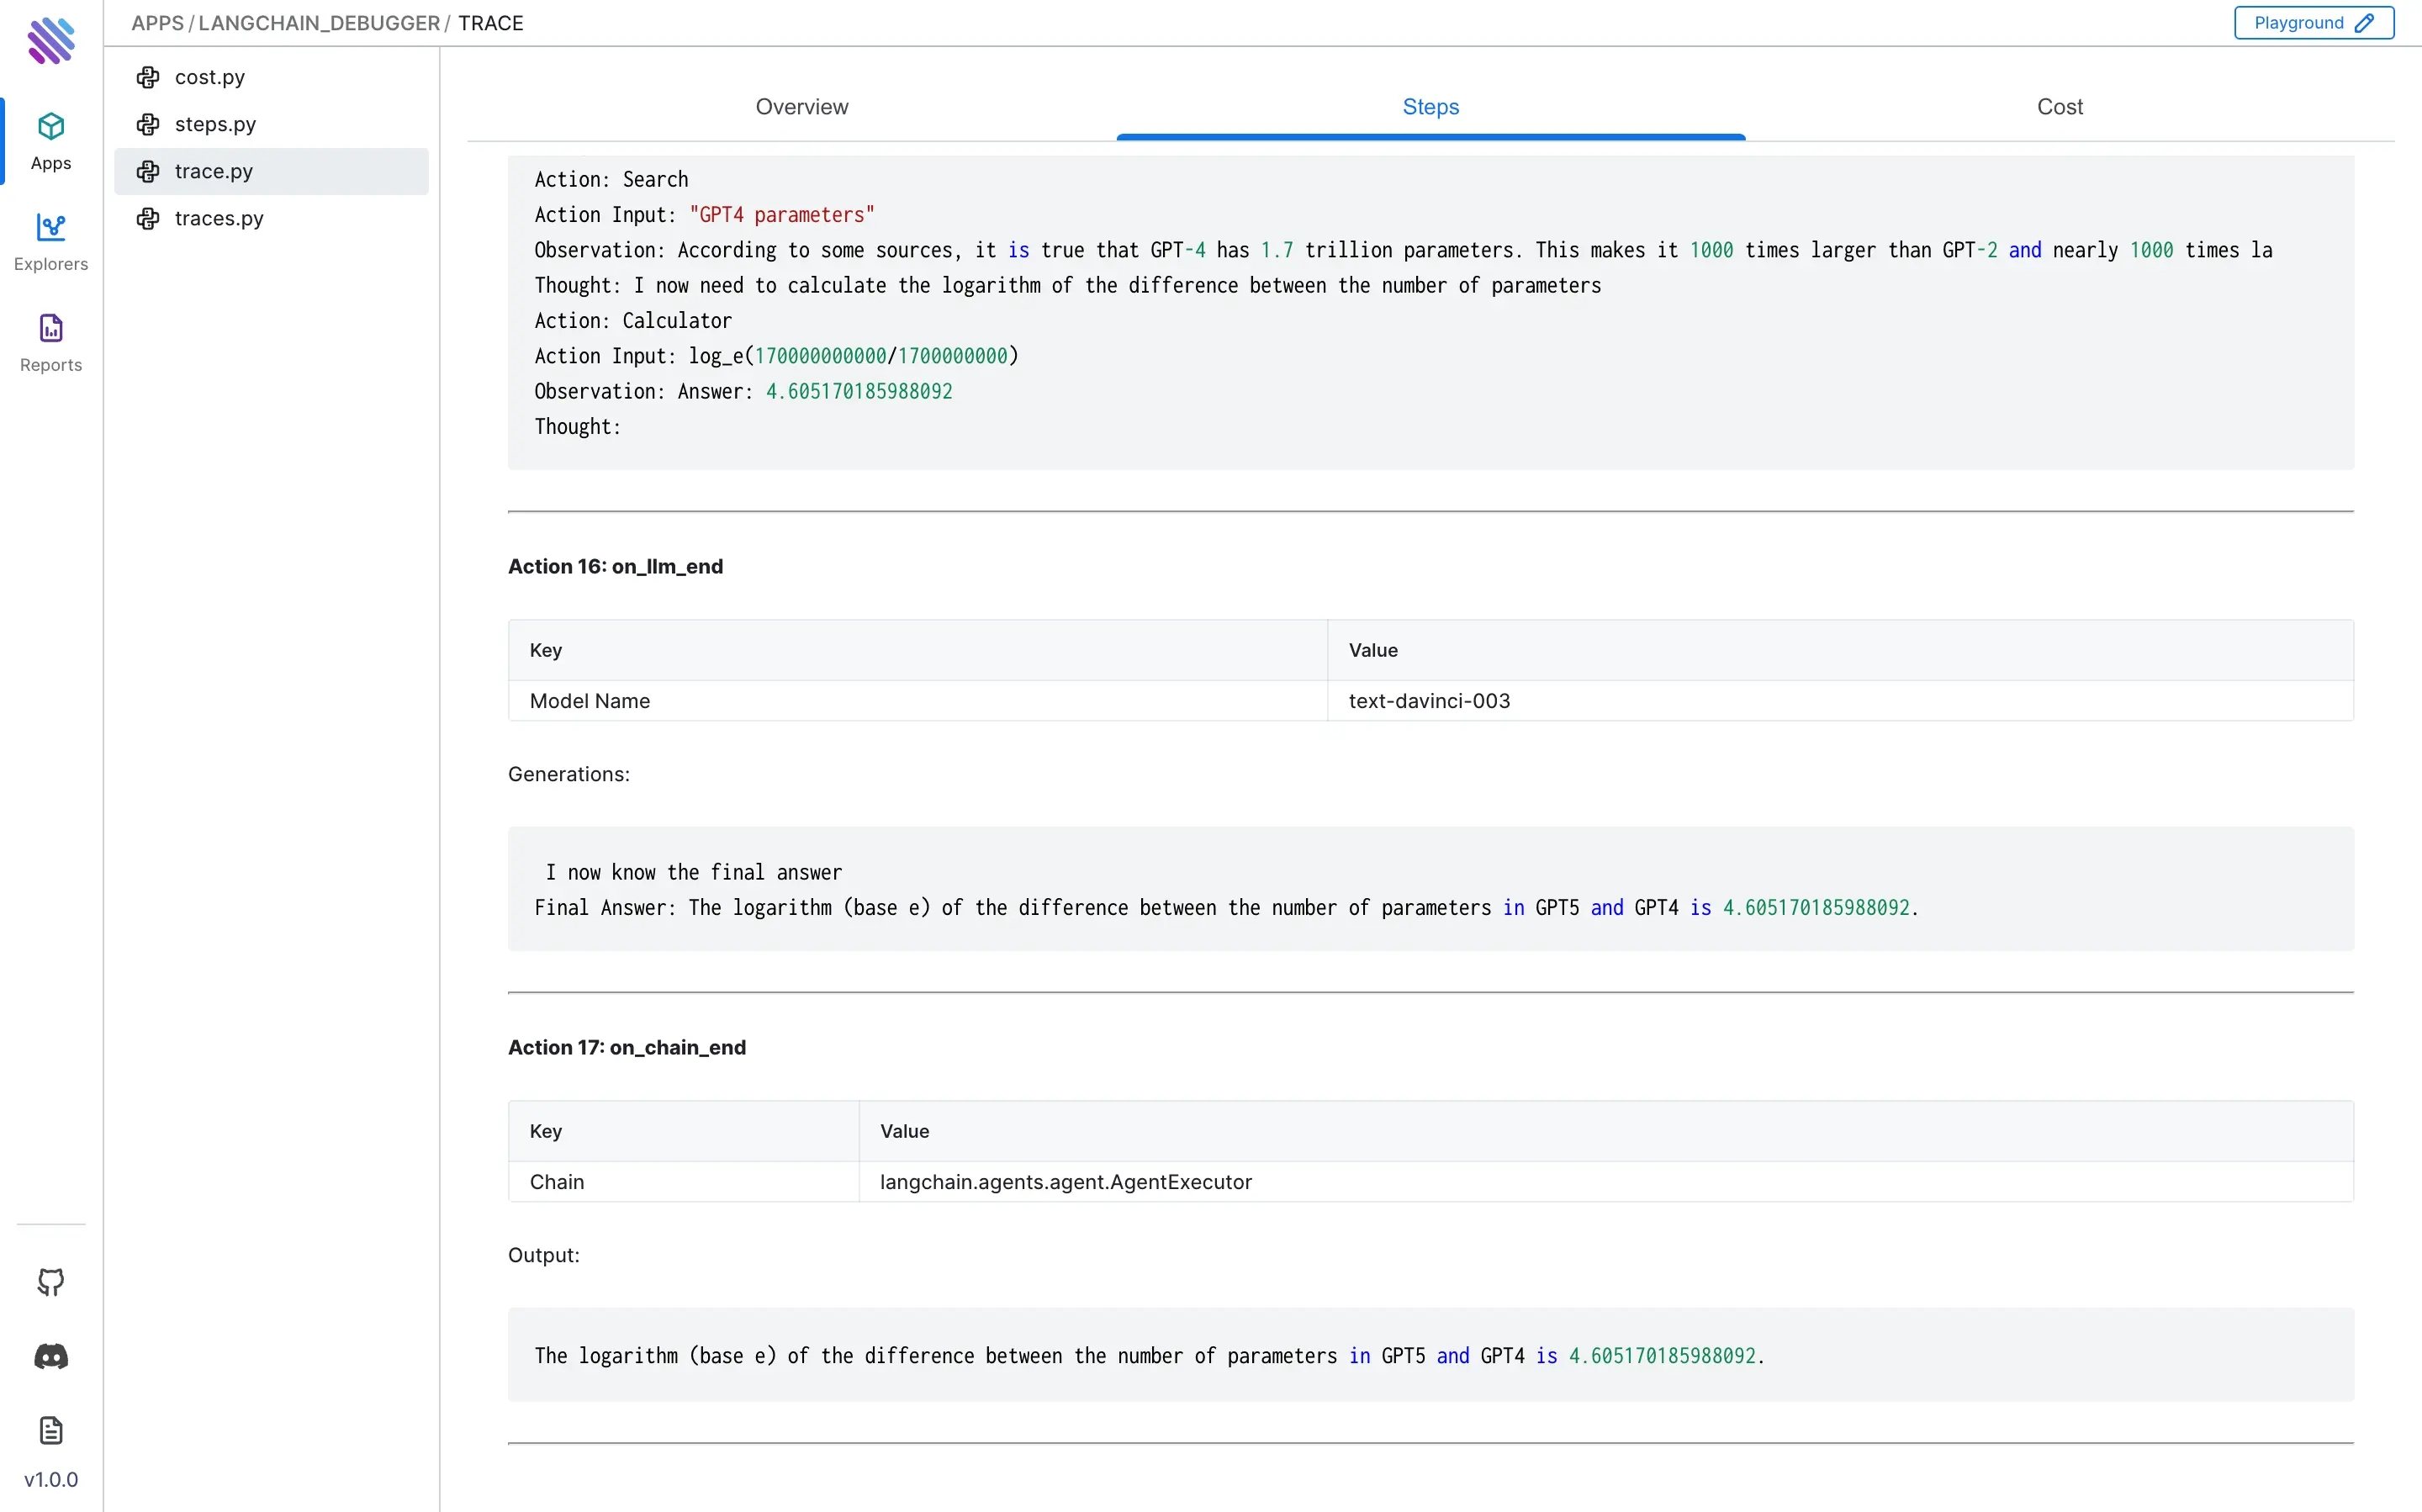 APPS / LANGCHAIN_DEBUGGER / TRACE
Playground
Apps
Explorers
Reports
v1.0.0
cost.py
steps.py
trace.py
traces.py
Overview
Steps
Cost
Action: Search
Action Input: "GPT4 parameters"
Observation: According to some sources, it is true that GPT-4 has 1.7 trillion parameters. This makes it 1000 times larger than GPT-2 and nearly 1000 times la
Thought: I now need to calculate the logarithm of the difference between the number of parameters
Action: Calculator
Action Input: log_e(170000000000/1700000000)
Observation: Answer: 4.605170185988092
Thought:
Action 16: on_llm_end
Key
Value
Model Name
text-davinci-003
Generations:
I now know the final answer
Final Answer: The logarithm (base e) of the difference between the number of parameters in GPT5 and GPT4 is 4.605170185988092.
Action 17: on_chain_end
Key
Value
Chain
langchain.agents.agent.AgentExecutor
Output:
The logarithm (base e) of the difference between the number of parameters in GPT5 and GPT4 is 4.605170185988092.